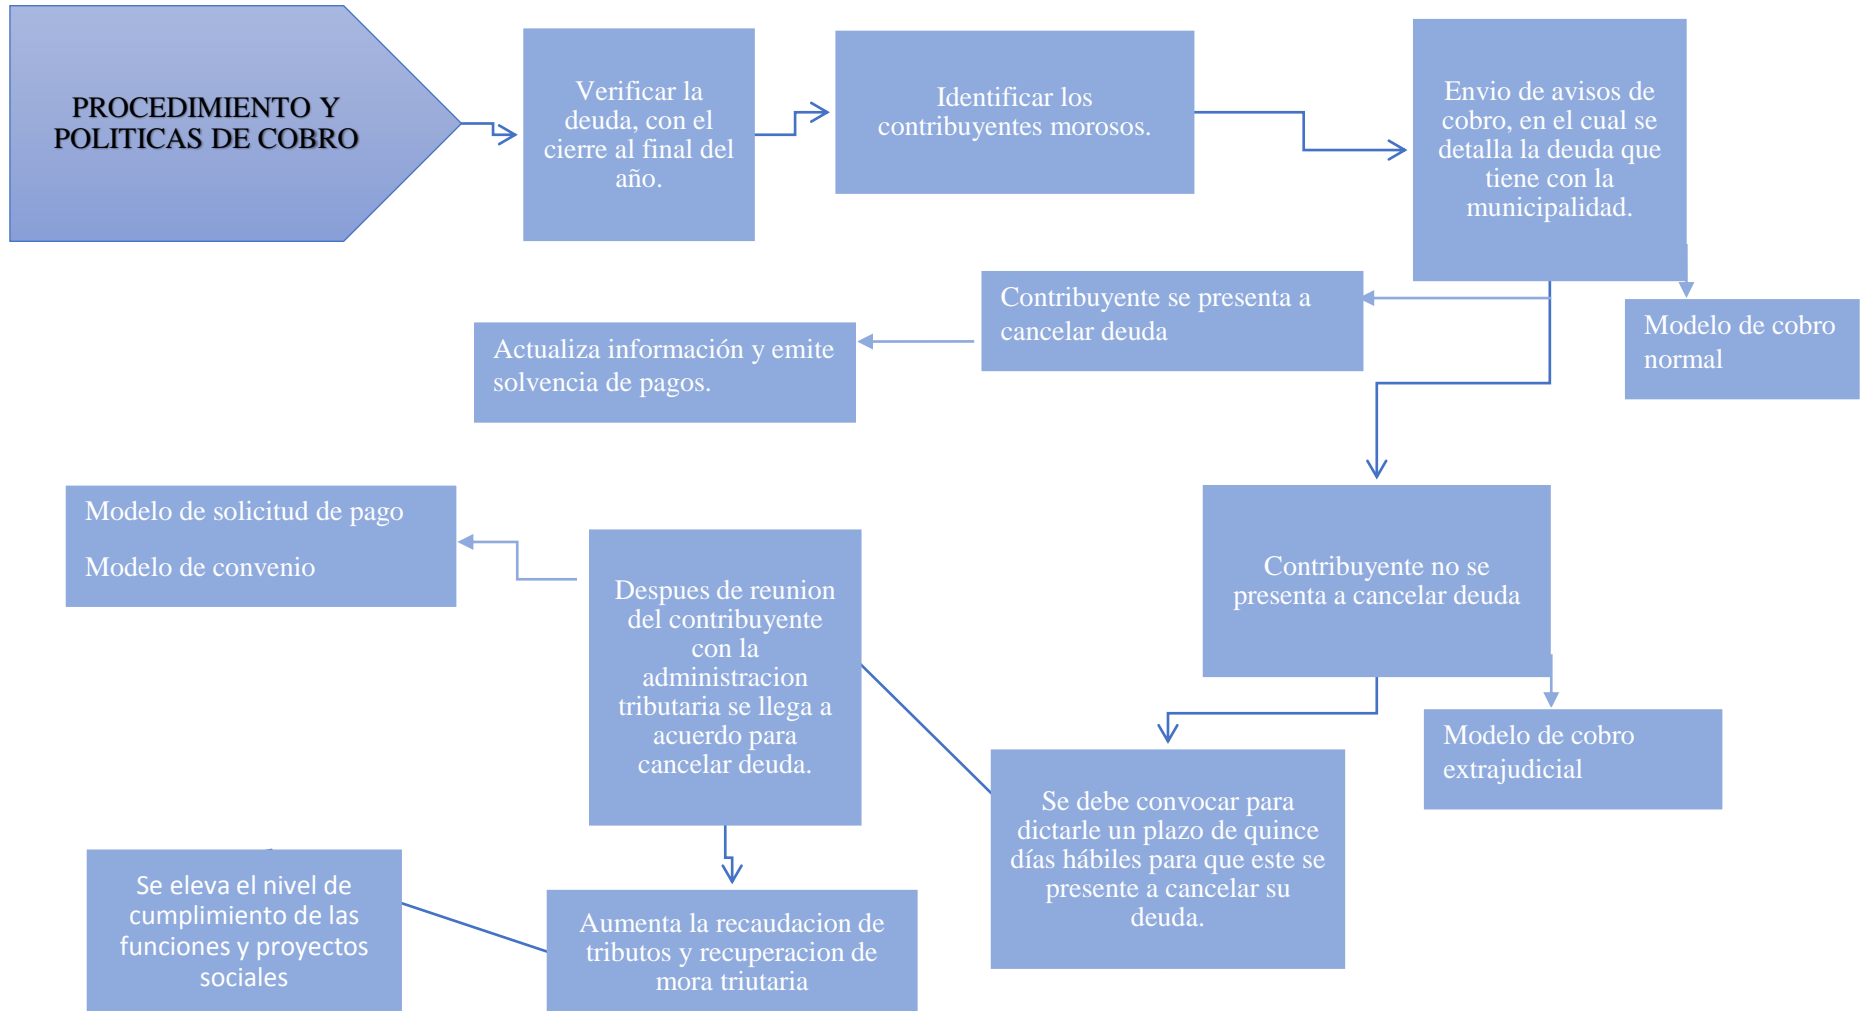 PROCEDIMIENTO Y
POLITICAS DE COBRO
Verificar la
deuda, con el
cierre al final del
año.
Identificar los
contribuyentes morosos.
Envio de avisos de
cobro, en el cual se
detalla la deuda que
tiene con la
municipalidad.
Modelo de cobro
normal
Contribuyente se presenta a
cancelar deuda
Actualiza información y emite
solvencia de pagos.
Contribuyente no se
presenta a cancelar deuda
Modelo de cobro
extrajudicial
Se debe convocar para
dictarle un plazo de quince
días hábiles para que este se
presente a cancelar su
deuda.
Despues de reunion
del contribuyente
con la
administracion
tributaria se llega a
acuerdo para
cancelar deuda.
Modelo de solicitud de pago
Modelo de convenio
Aumenta la recaudacion de
tributos y recuperacion de
mora triutaria
Se eleva el nivel de
cumplimiento de las
funciones y proyectos
sociales